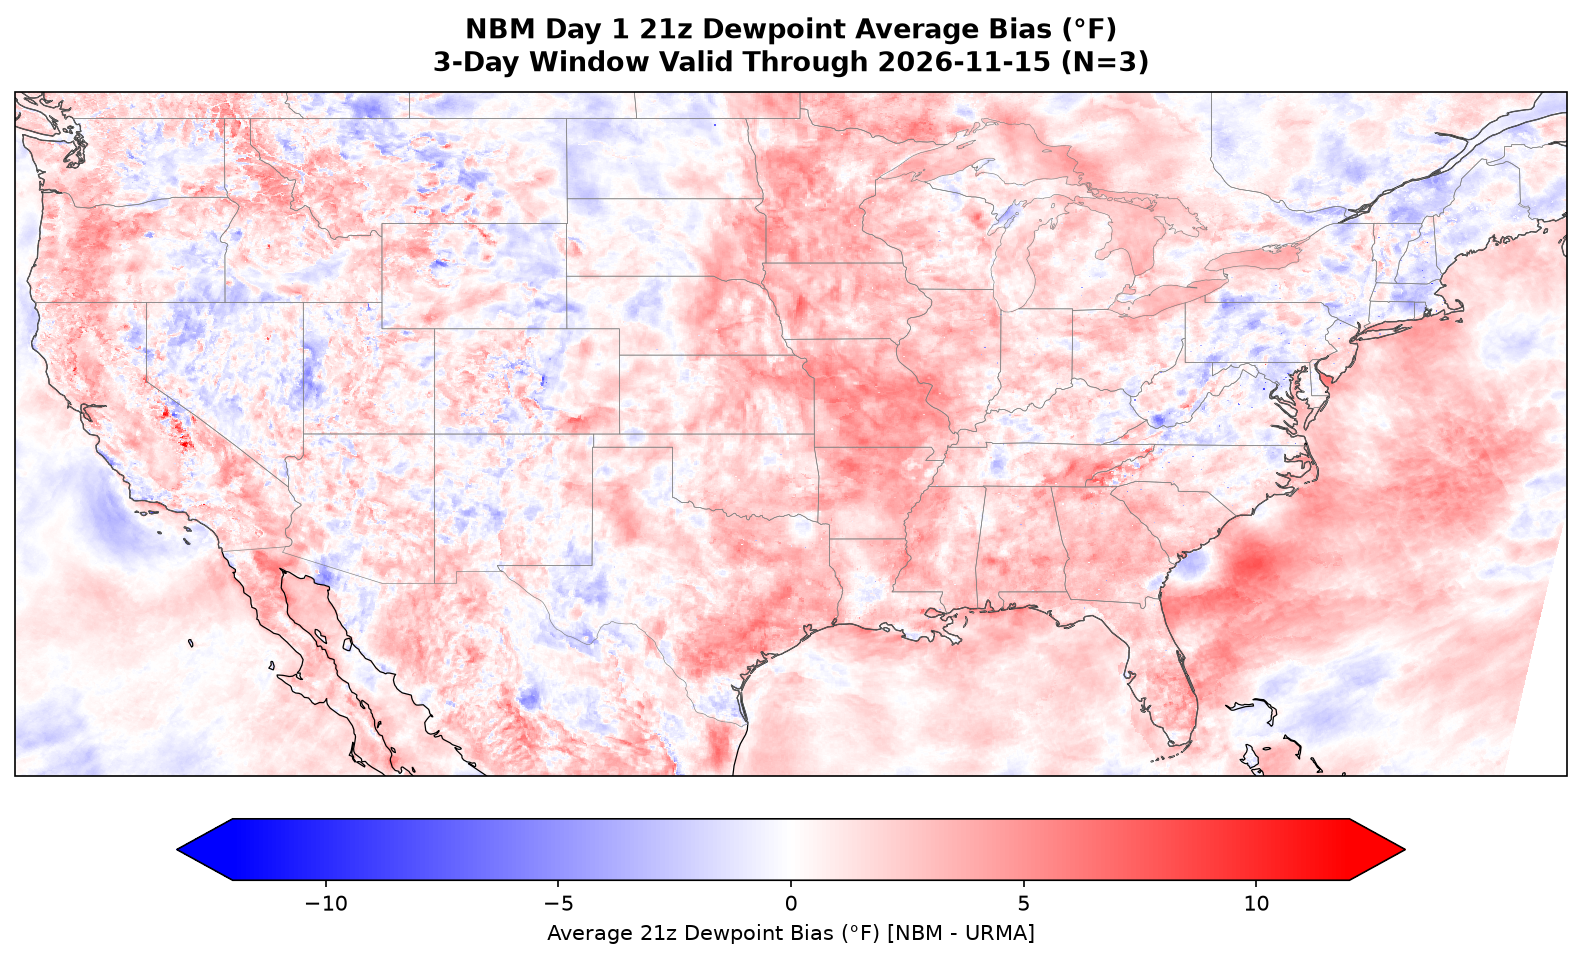 NBM Day 1 21z Dewpoint Average Bias (°F)
3-Day Window Valid Through 2026-11-15 (N=3)
−10 −5 0 5 10
Average 21z Dewpoint Bias (°F) [NBM - URMA]